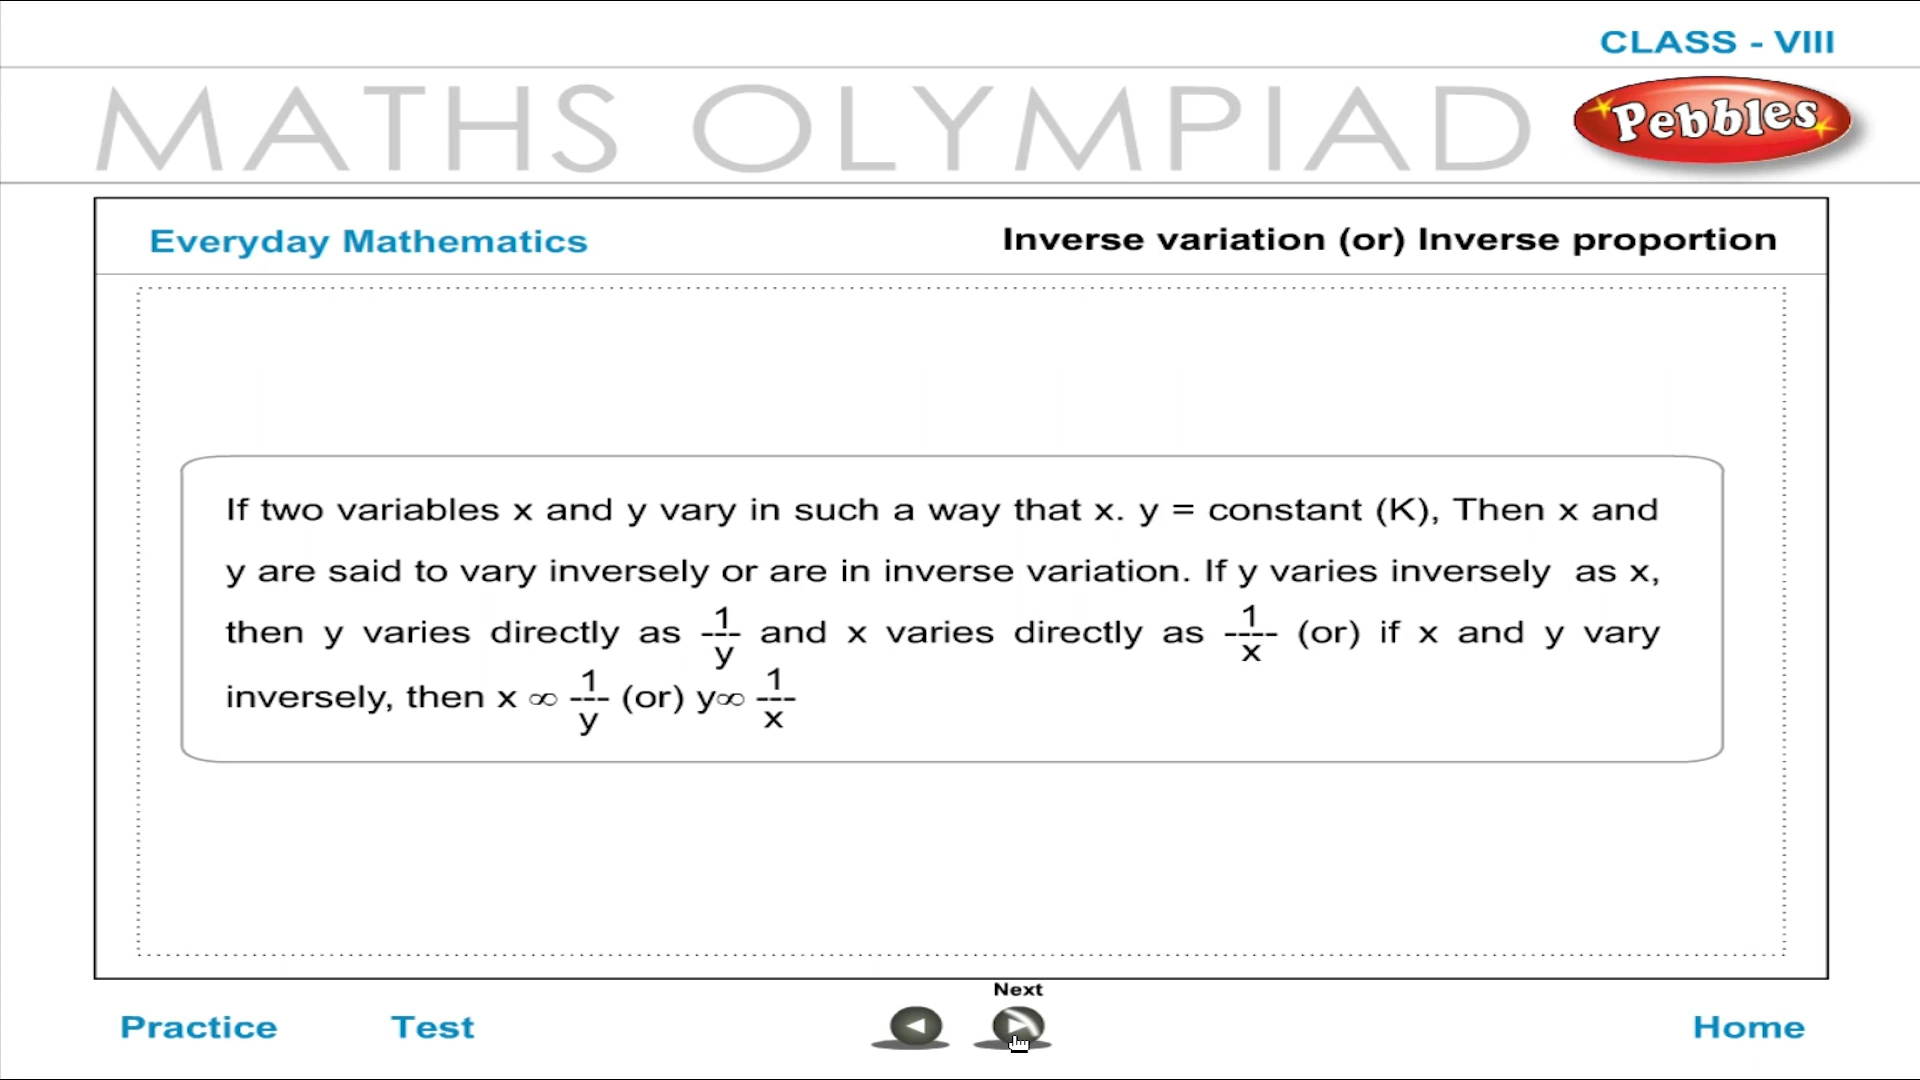 CLASS - VIII
MATHS OLYMPIAD
Pebbles
Everyday Mathematics
Inverse variation (or) Inverse proportion
If two variables x and y vary in such a way that x. y = constant (K), Then x and
y are said to vary inversely or are in inverse variation. If y varies inversely as x,
then y varies directly as 1/y and x varies directly as 1/x (or) if x and y vary
inversely, then x ∞ 1/y (or) y∞ 1/x
Next
Practice
Test
Home